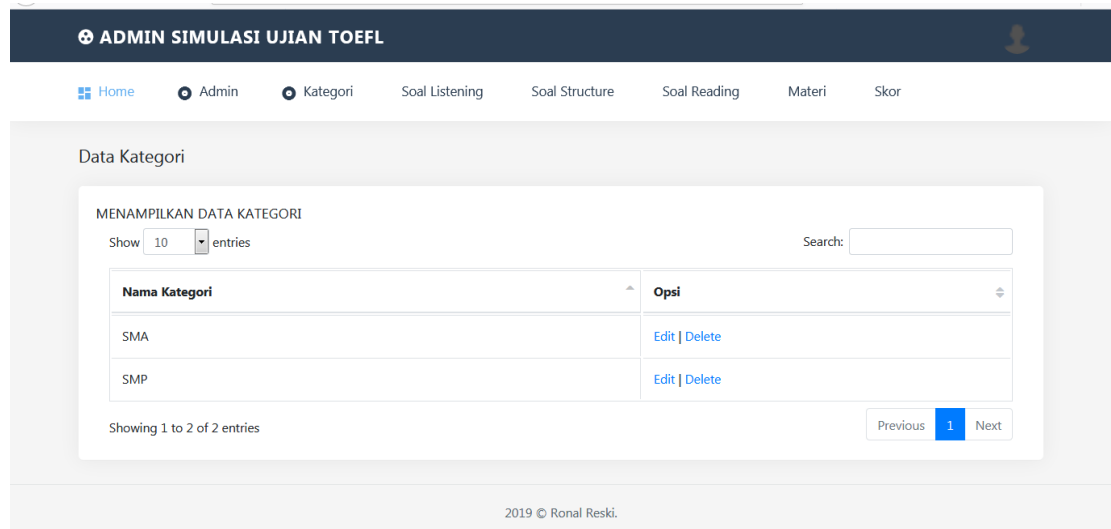 ADMIN SIMULASI UJIAN TOEFL
Home Admin Kategori Soal Listening Soal Structure Soal Reading Materi Skor
Data Kategori
MENAMPILKAN DATA KATEGORI
Show 10 entries Search:
Nama Kategori Opsi
SMA Edit | Delete
SMP Edit | Delete
Showing 1 to 2 of 2 entries Previous 1 Next
2019 © Ronal Reski.